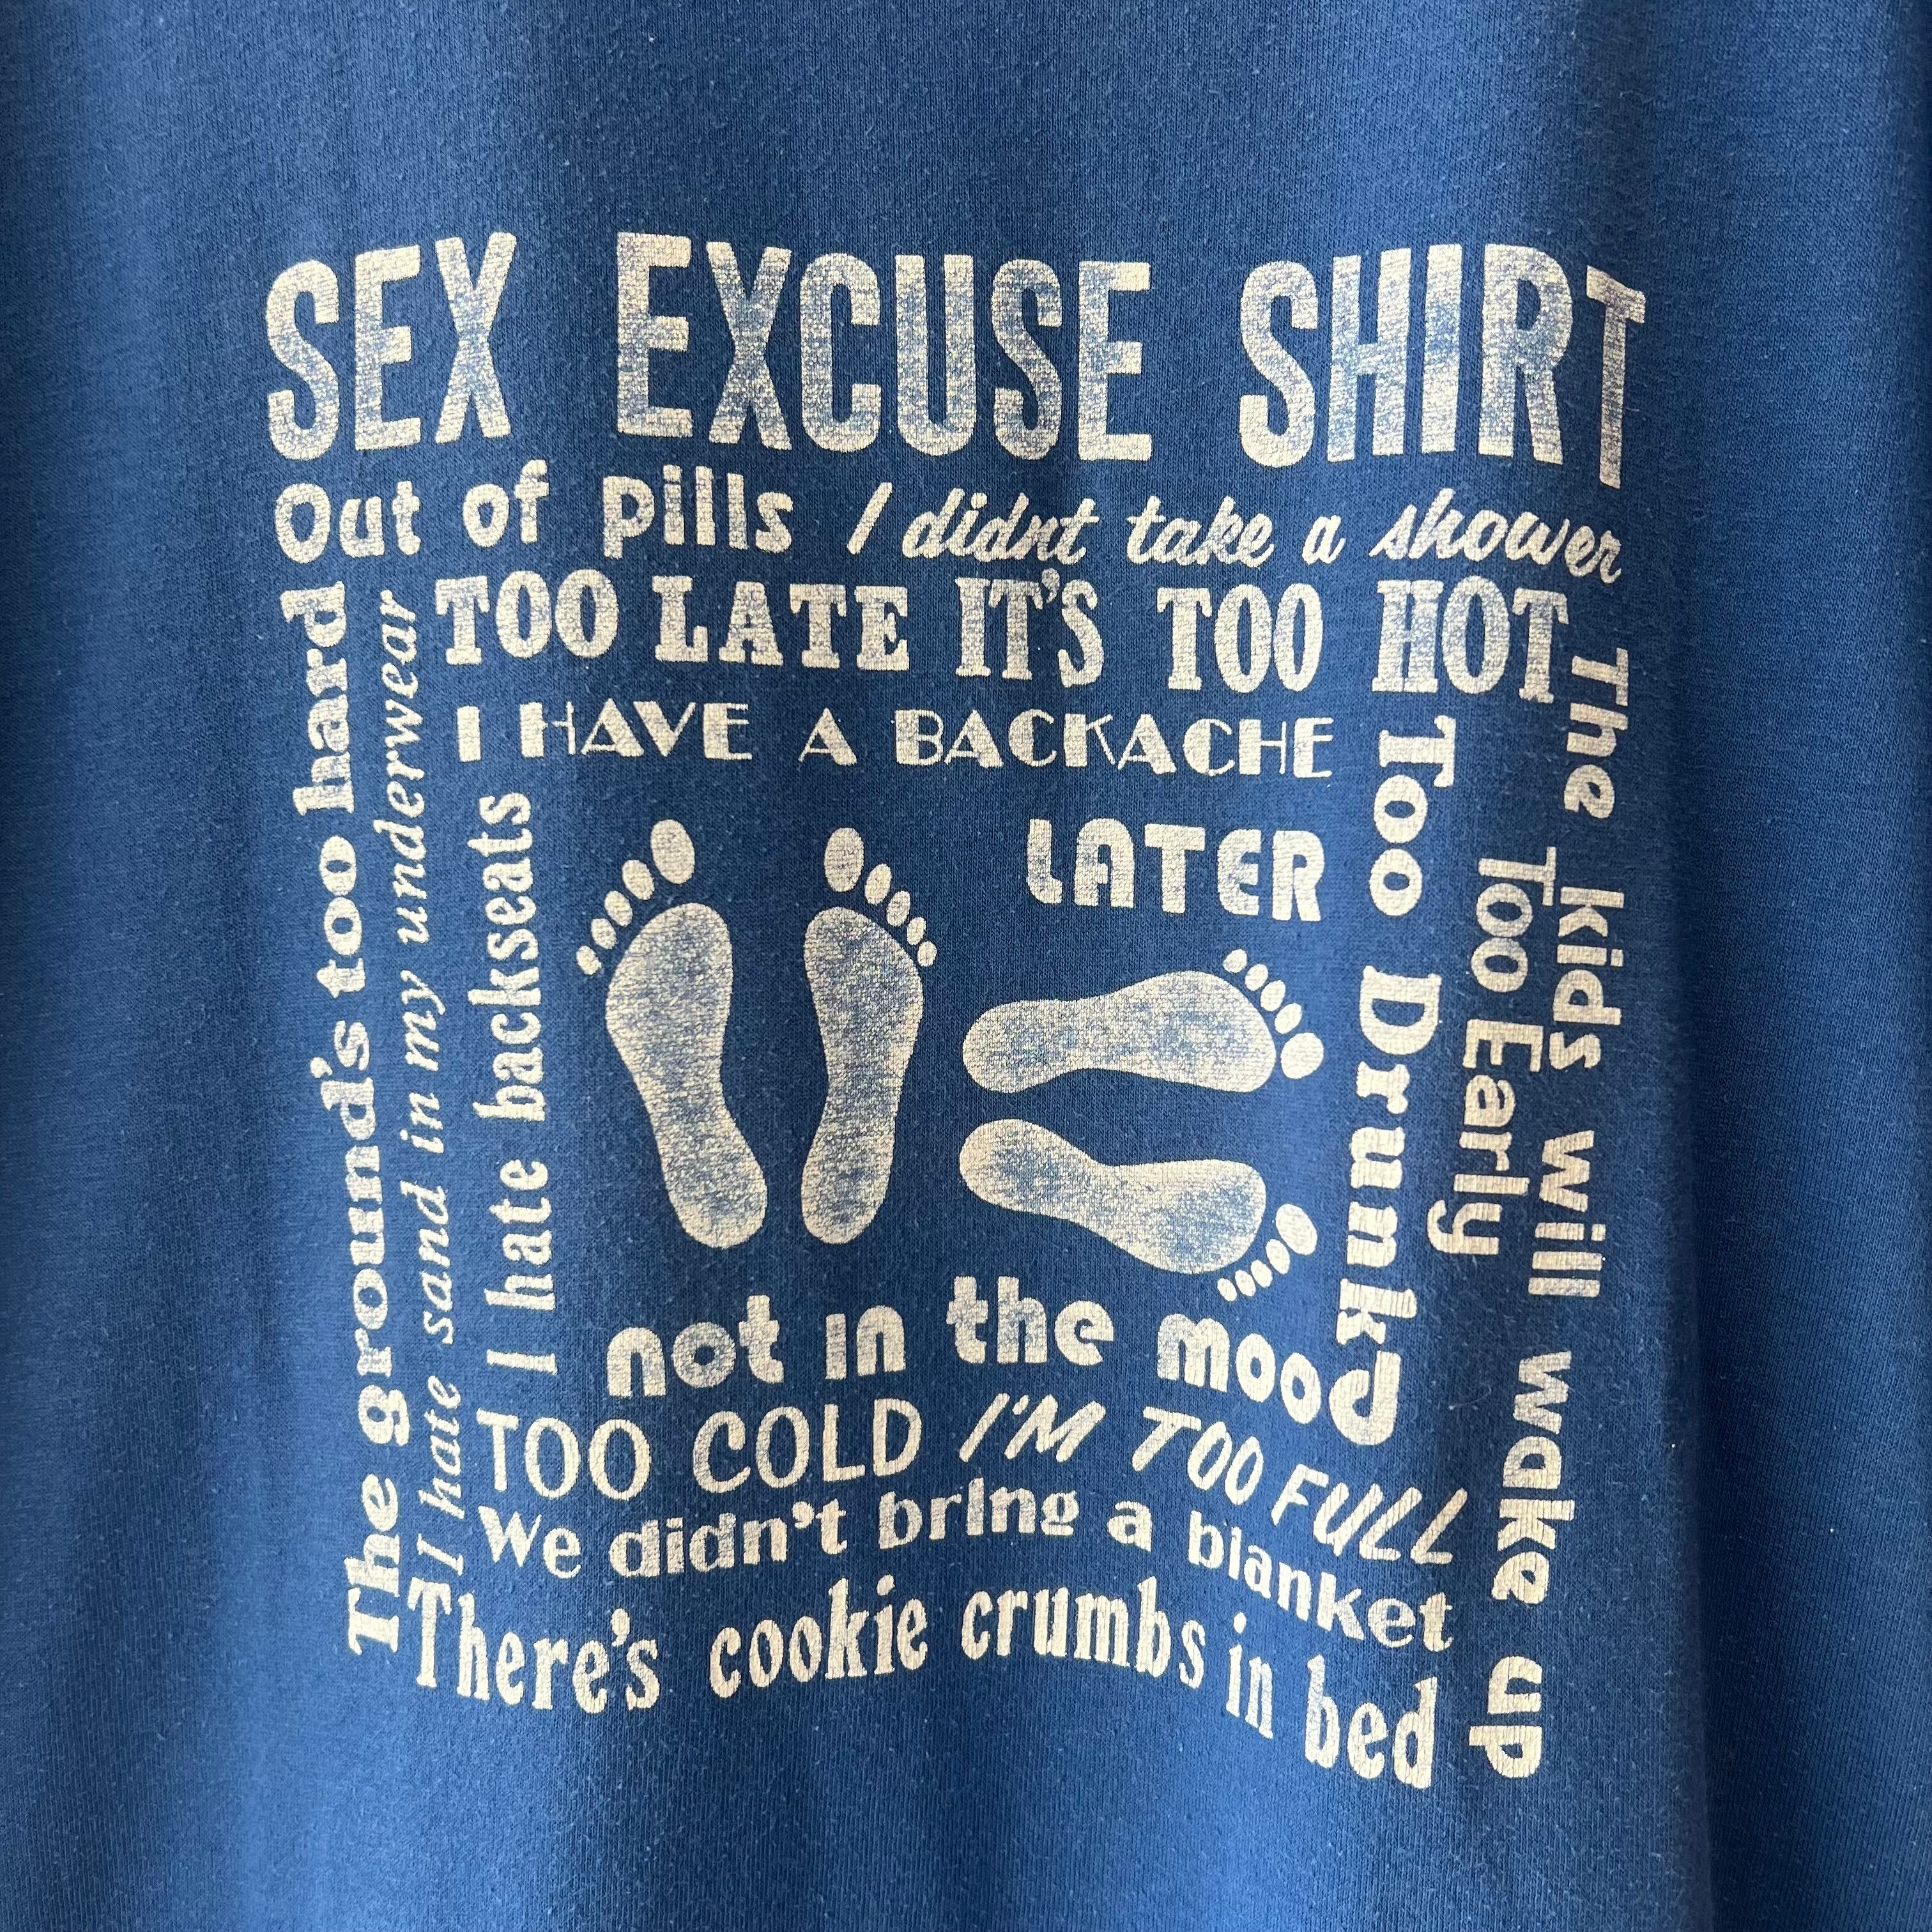 SEX EXCUSE SHIRT
Out of pills I didn't take a shower
TOO LATE IT'S TOO HOT
I HAVE A BACKACHE
LATER
The ground's too hard
I hate sand in my underwear
I hate backseats
Too Drunk
Too Early
The kids will wake up
not in the mood
TOO COLD I'M TOO FULL
We didn't bring a blanket
There's cookie crumbs in bed